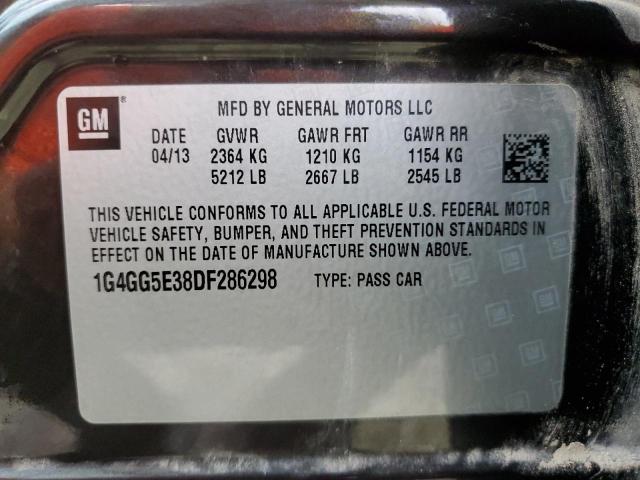 GM ®
MFD BY GENERAL MOTORS LLC
DATE GVWR GAWR FRT GAWR RR
04/13 2364 KG 1210 KG 1154 KG
5212 LB 2667 LB 2545 LB
THIS VEHICLE CONFORMS TO ALL APPLICABLE U.S. FEDERAL MOTOR
VEHICLE SAFETY, BUMPER, AND THEFT PREVENTION STANDARDS IN
EFFECT ON THE DATE OF MANUFACTURE SHOWN ABOVE.
1G4GG5E38DF286298 TYPE: PASS CAR